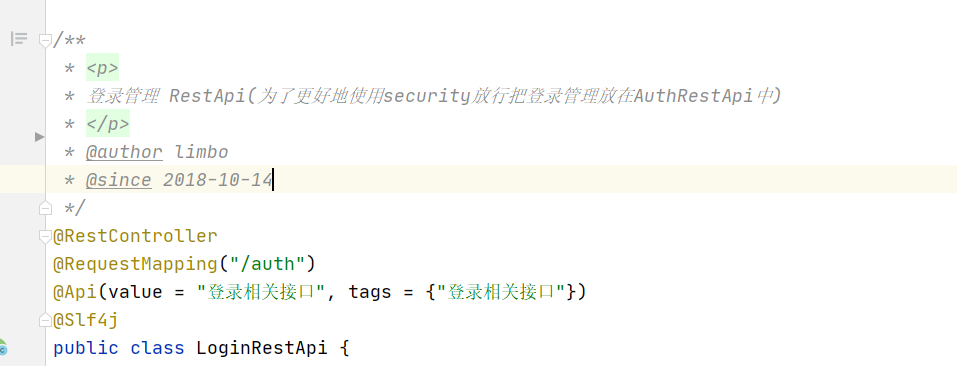 /**
* <p>
* 登录管理 RestApi(为了更好地使用security放行把登录管理放在AuthRestApi中)
* </p>
* @author limbo
* @since 2018-10-14
*/
@RestController
@RequestMapping("/auth")
@Api(value = "登录相关接口", tags = {"登录相关接口"})
@Slf4j
public class LoginRestApi {